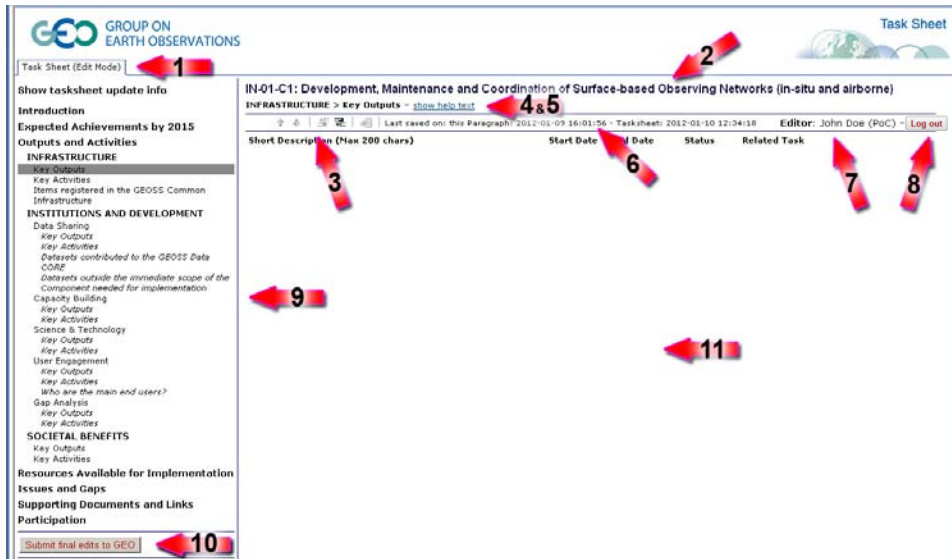 GEO
GROUP ON
EARTH OBSERVATIONS
Task Sheet
Task Sheet (Edit Mode)
1
2
Show tasksheet update info
Introduction
Expected Achievements by 2015
Outputs and Activities
INFRASTRUCTURE
Key Outputs
Key Activities
Items registered in the GEOSS Common
Infrastructure
INSTITUTIONS AND DEVELOPMENT
Data Sharing
Key Outputs
Key Activities
Datasets contributed to the GEOSS Data
CORE
Datasets outside the immediate scope of the
Component needed for implementation
Capacity Building
Key Outputs
Key Activities
Science & Technology
Key Outputs
Key Activities
User Engagement
Key Outputs
Key Activities
Who are the main end users?
Gap Analysis
Key Outputs
Key Activities
SOCIETAL BENEFITS
Key Outputs
Key Activities
Resources Available for Implementation
Issues and Gaps
Supporting Documents and Links
Participation
Submit final edits to GEO
10
IN-01-C1: Development, Maintenance and Coordination of Surface-based Observing Networks (in-situ and airborne)
INFRASTRUCTURE > Key Outputs - show help text
4 & 5
Last saved on: this Paragraph: 2012-01-09 16:01:56 - Tasksheet: 2012-01-10 12:34:18
Editor: John Doe (PoC) - Log out
Short Description (Max 200 chars) Start Date End Date Status Related Task
3
6
7
8
9
11